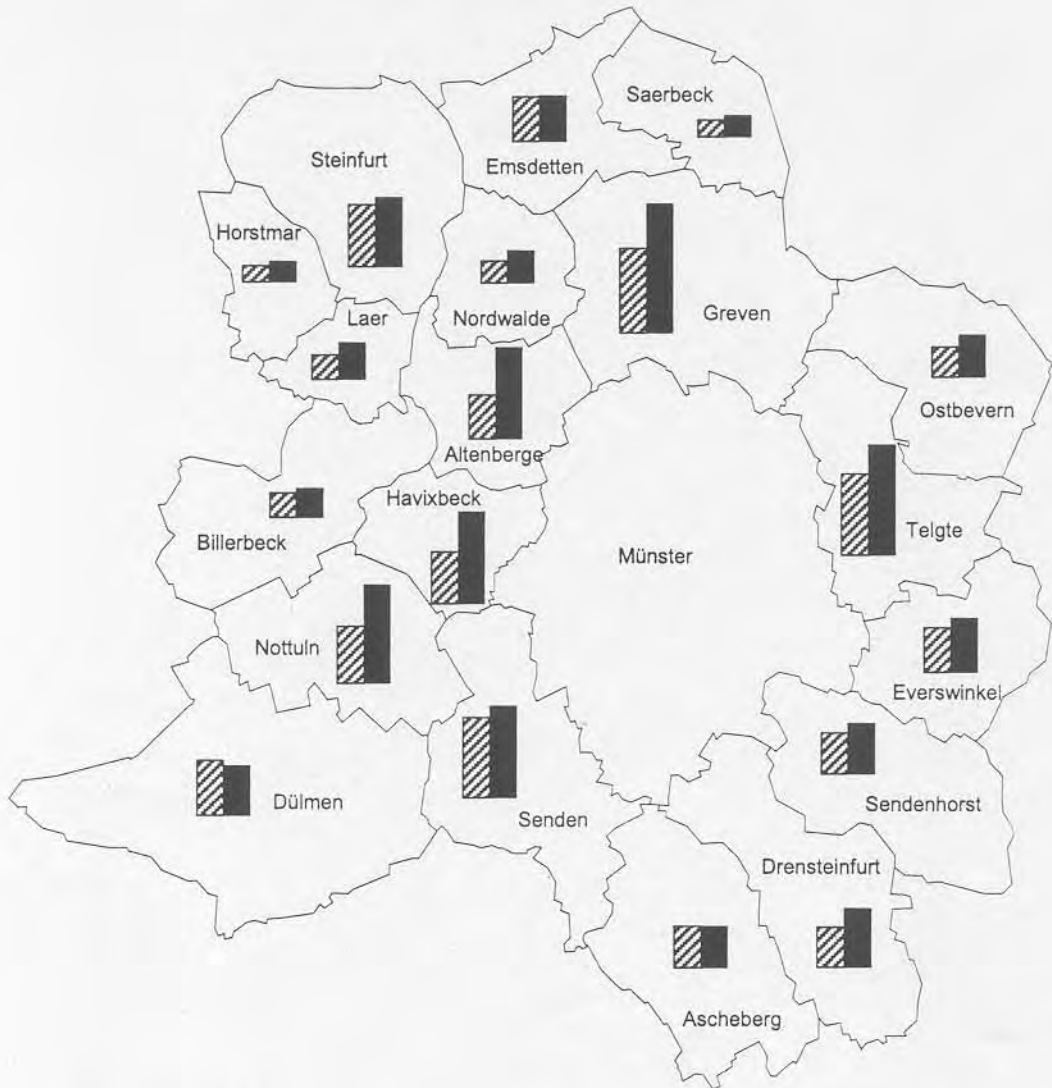 Saerbeck
Steinfurt
Emsdetten
Horstmar
Laer
Nordwalde
Greven
Ostbevern
Altenberge
Havixbeck
Billerbeck
Telgte
Münster
Nottuln
Everswinkel
Dülmen
Senden
Sendenhorst
Drensteinfurt
Ascheberg